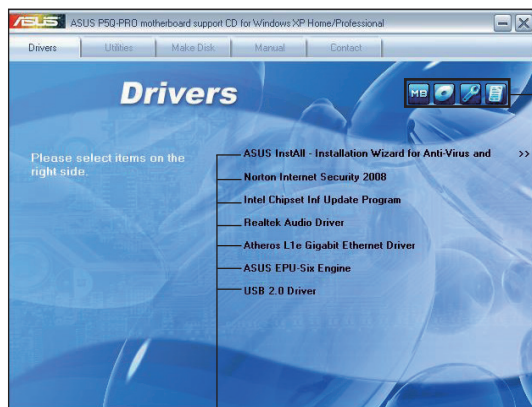 ASUS ASUS P5Q-PRO motherboard support CD for Windows XP Home/Professional
Drivers Utilities Make Disk Manual Contact
Drivers
MB
Please select items on the
right side.
ASUS InstAll - Installation Wizard for Anti-Virus and >>
Norton Internet Security 2008
Intel Chipset Inf Update Program
Realtek Audio Driver
Atheros L1e Gigabit Ethernet Driver
ASUS EPU-Six Engine
USB 2.0 Driver